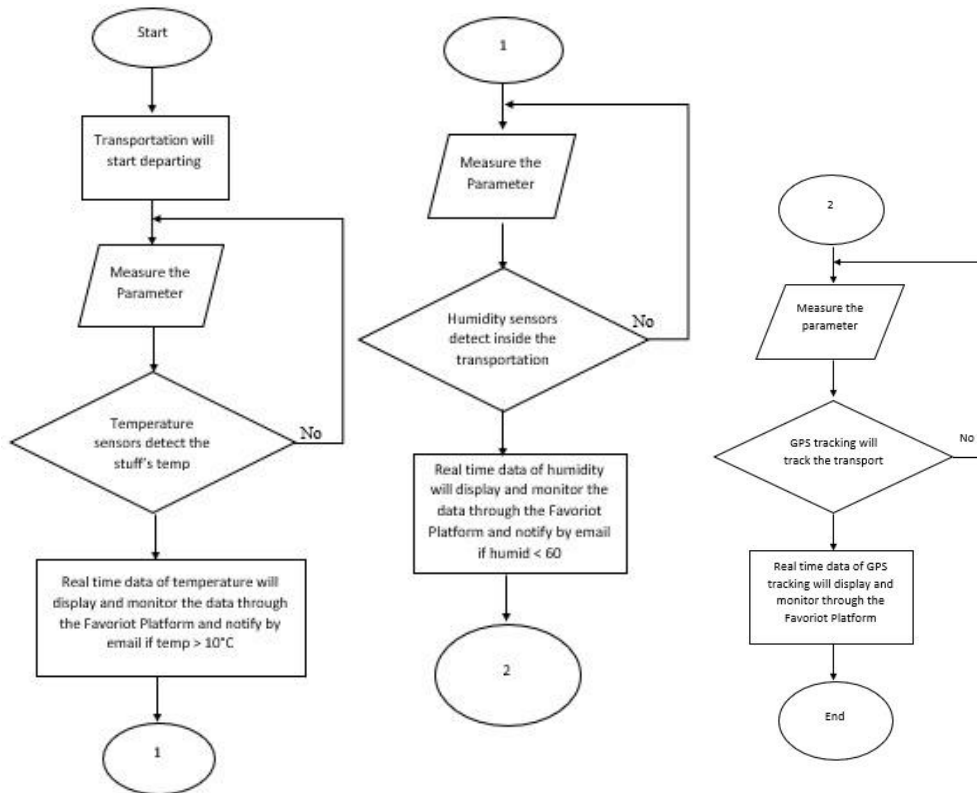 Start
Transportation will
start departing
Measure the
Parameter
Temperature
sensors detect the
stuff's temp
No
Real time data of temperature will
display and monitor the data through
the Favoriot Platform and notify by
email if temp > 10°C
1
1
Measure the
Parameter
Humidity sensors
detect inside the
transportation
No
Real time data of humidity
will display and monitor the
data through the Favoriot
Platform and notify by email
if humid < 60
2
2
Measure the
parameter
GPS tracking will
track the transport
No
Real time data of GPS
tracking will display and
monitor through the
Favoriot Platform
End